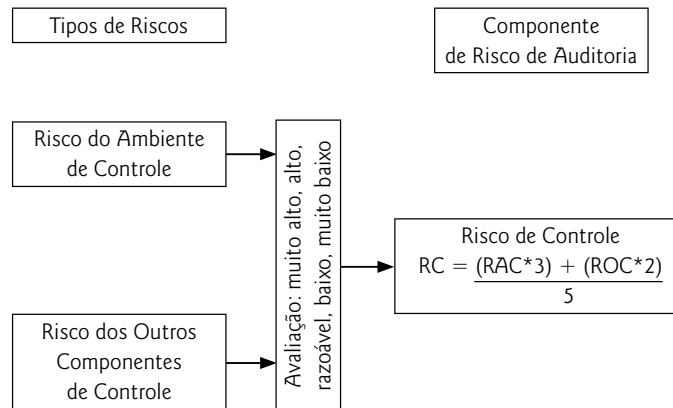 Tipos de Riscos
Componente
de Risco de Auditoria
Risco do Ambiente
de Controle
Avaliação: muito alto, alto,
razoável, baixo, muito baixo
Risco de Controle
RC = (RAC*3) + (ROC*2)
5
Risco dos Outros
Componentes
de Controle